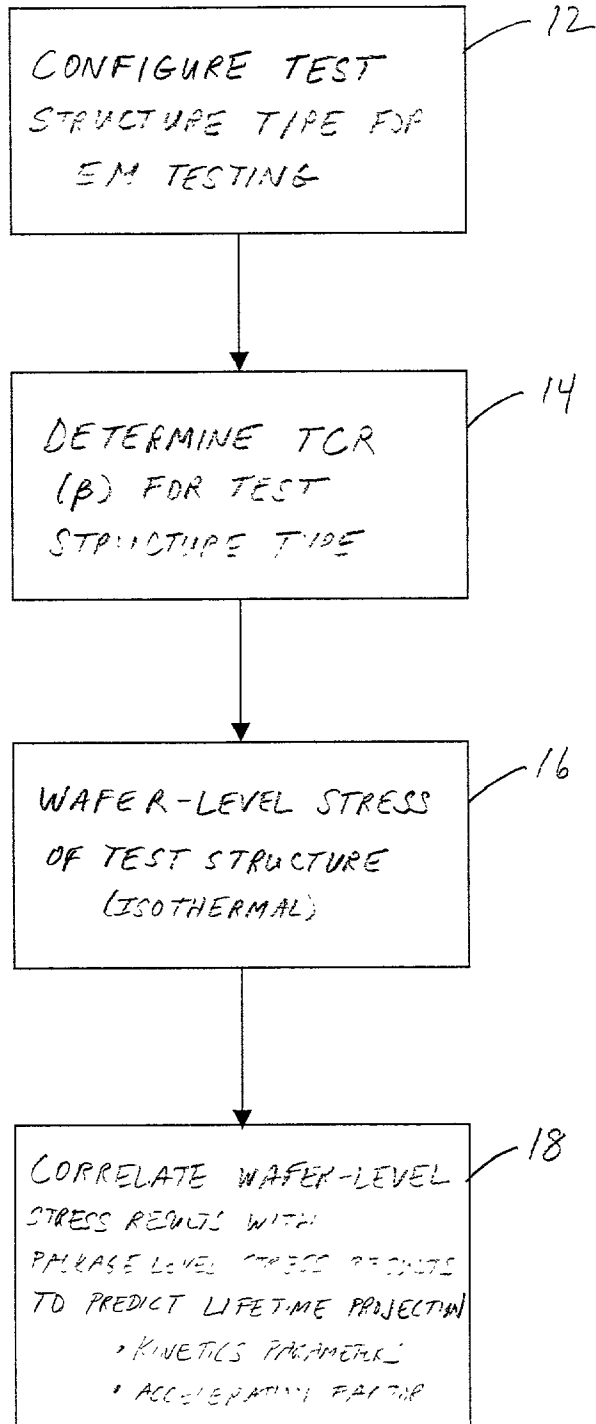 12
CONFIGURE TEST
STRUCTURE TYPE FOR
EM TESTING
14
DETERMINE TCR
(β) FOR TEST
STRUCTURE TYPE
16
WAFER-LEVEL STRESS
OF TEST STRUCTURE
(ISOTHERMAL)
18
CORRELATE WAFER-LEVEL
STRESS RESULTS WITH
PACKAGE LEVEL STRESS RESULTS
TO PREDICT LIFETIME PROJECTION
• KINETICS PARAMETERS
• ACCELERATION FACTOR